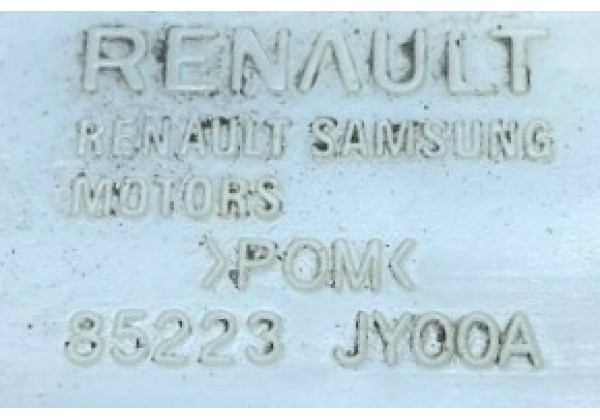 RENAULT
RENAULT SAMSUNG
MOTORS
>POM<
85223 JY00A